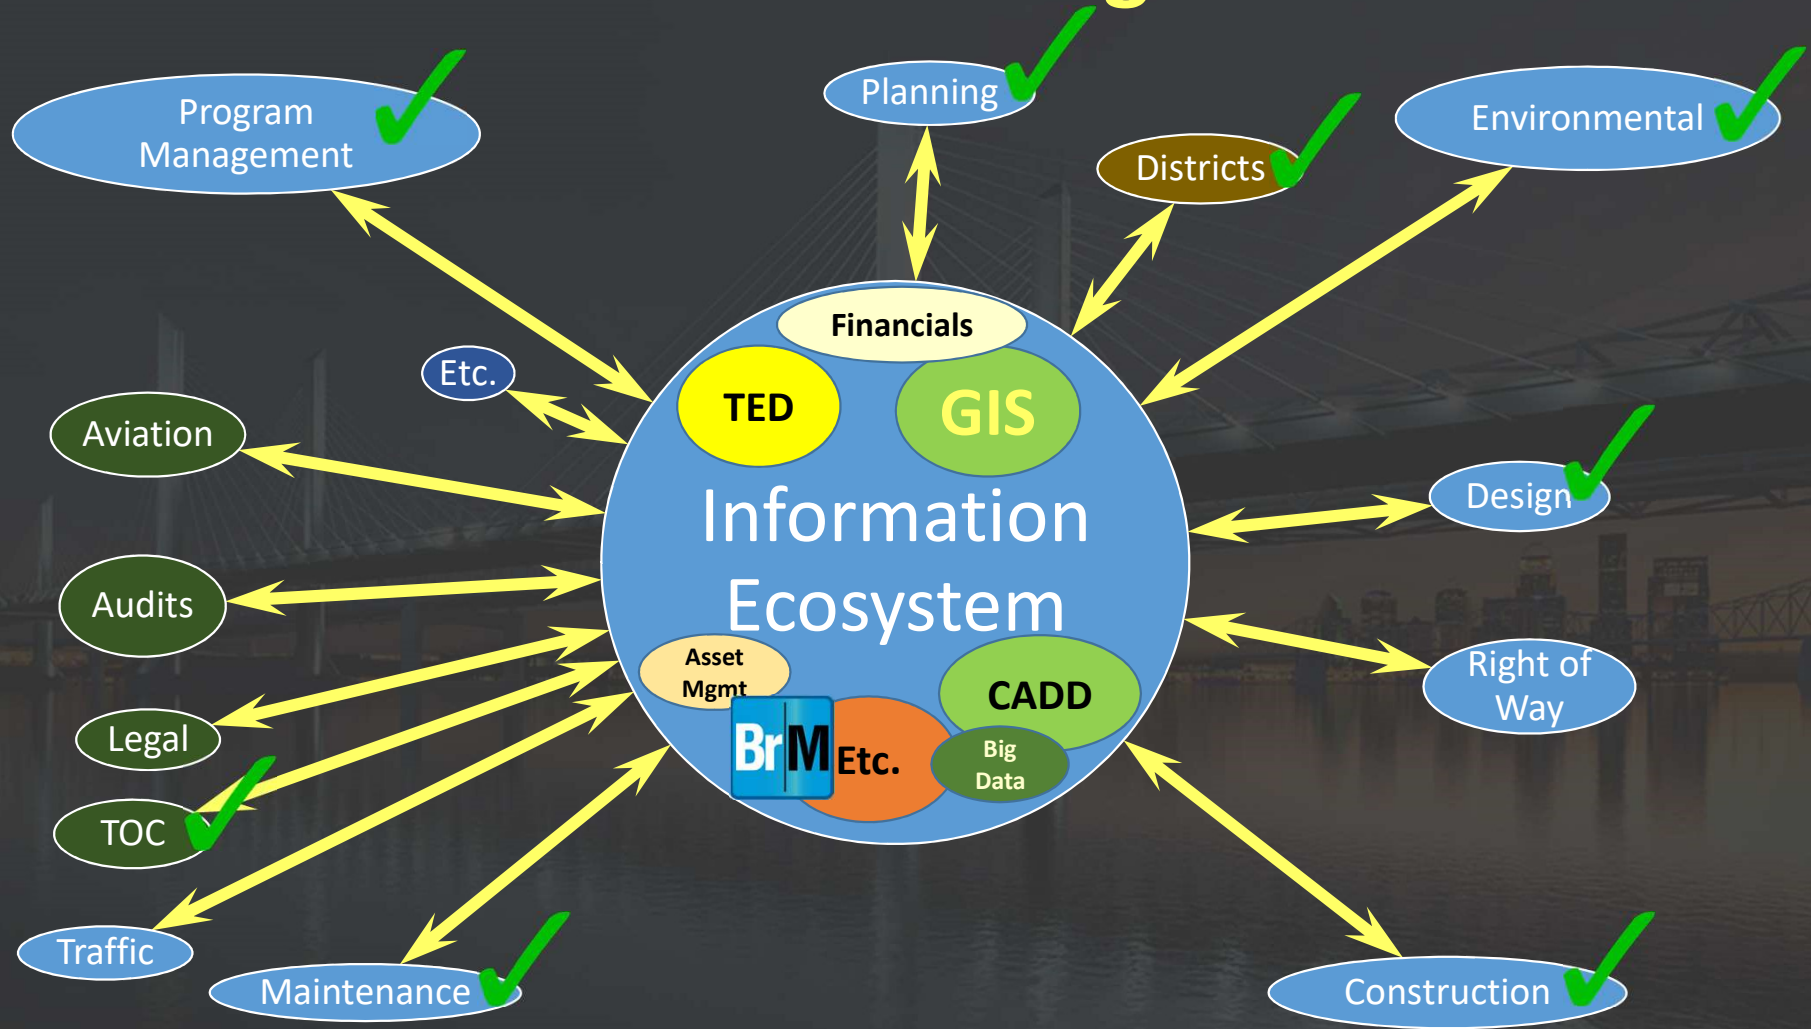 Planning
Program
Management
Environmental
Districts
Financials
Etc.
TED
GIS
Aviation
Design
Information
Ecosystem
Audits
Asset
Mgmt
Right of
Way
CADD
Legal
BrM
Etc.
Big
Data
TOC
Traffic
Maintenance
Construction